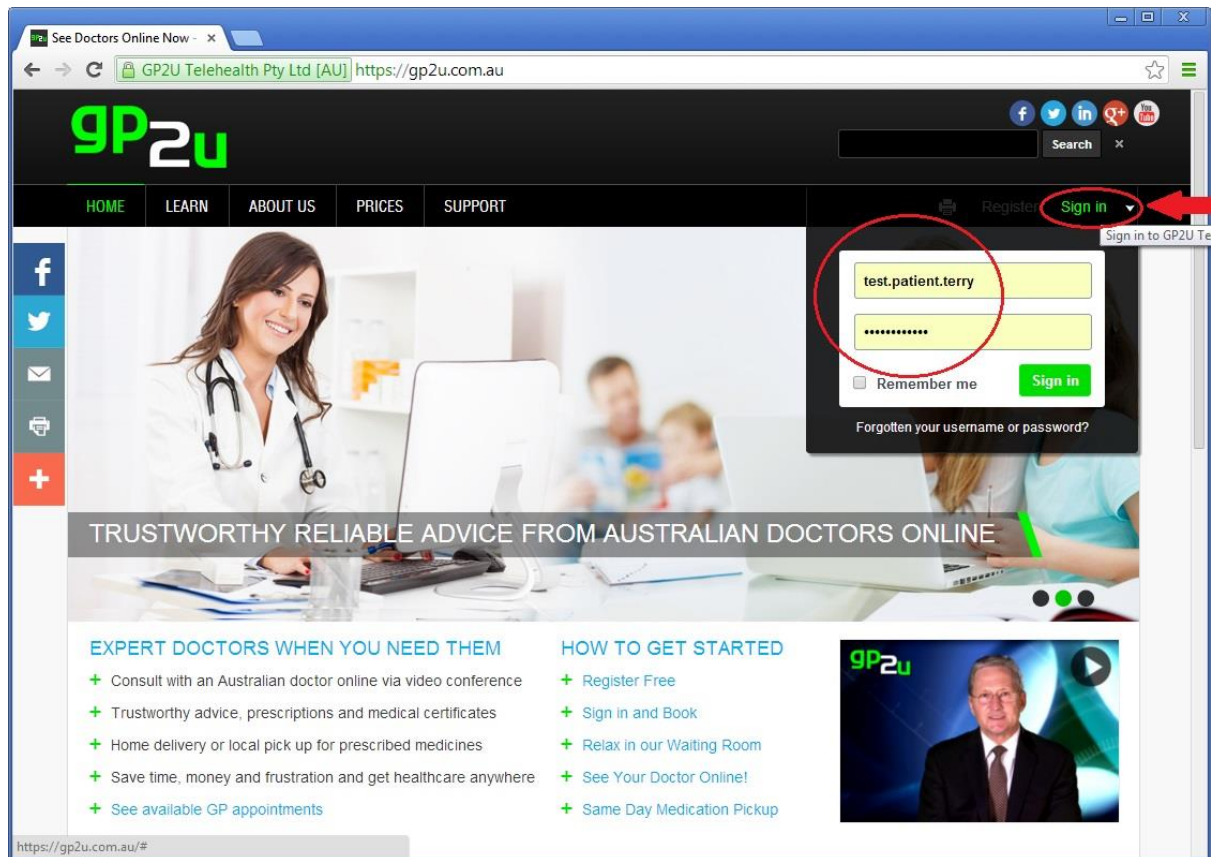 See Doctors Online Now -
GP2U Telehealth Pty Ltd [AU] https://gp2u.com.au
gP2u
Search
HOME LEARN ABOUT US PRICES SUPPORT
Register Sign in
Sign in to GP2U Te
test.patient.terry
••••••••••••
Remember me Sign in
Forgotten your username or password?
TRUSTWORTHY RELIABLE ADVICE FROM AUSTRALIAN DOCTORS ONLINE
EXPERT DOCTORS WHEN YOU NEED THEM
+ Consult with an Australian doctor online via video conference
+ Trustworthy advice, prescriptions and medical certificates
+ Home delivery or local pick up for prescribed medicines
+ Save time, money and frustration and get healthcare anywhere
+ See available GP appointments
HOW TO GET STARTED
+ Register Free
+ Sign in and Book
+ Relax in our Waiting Room
+ See Your Doctor Online!
+ Same Day Medication Pickup
gP2u
https://gp2u.com.au/#